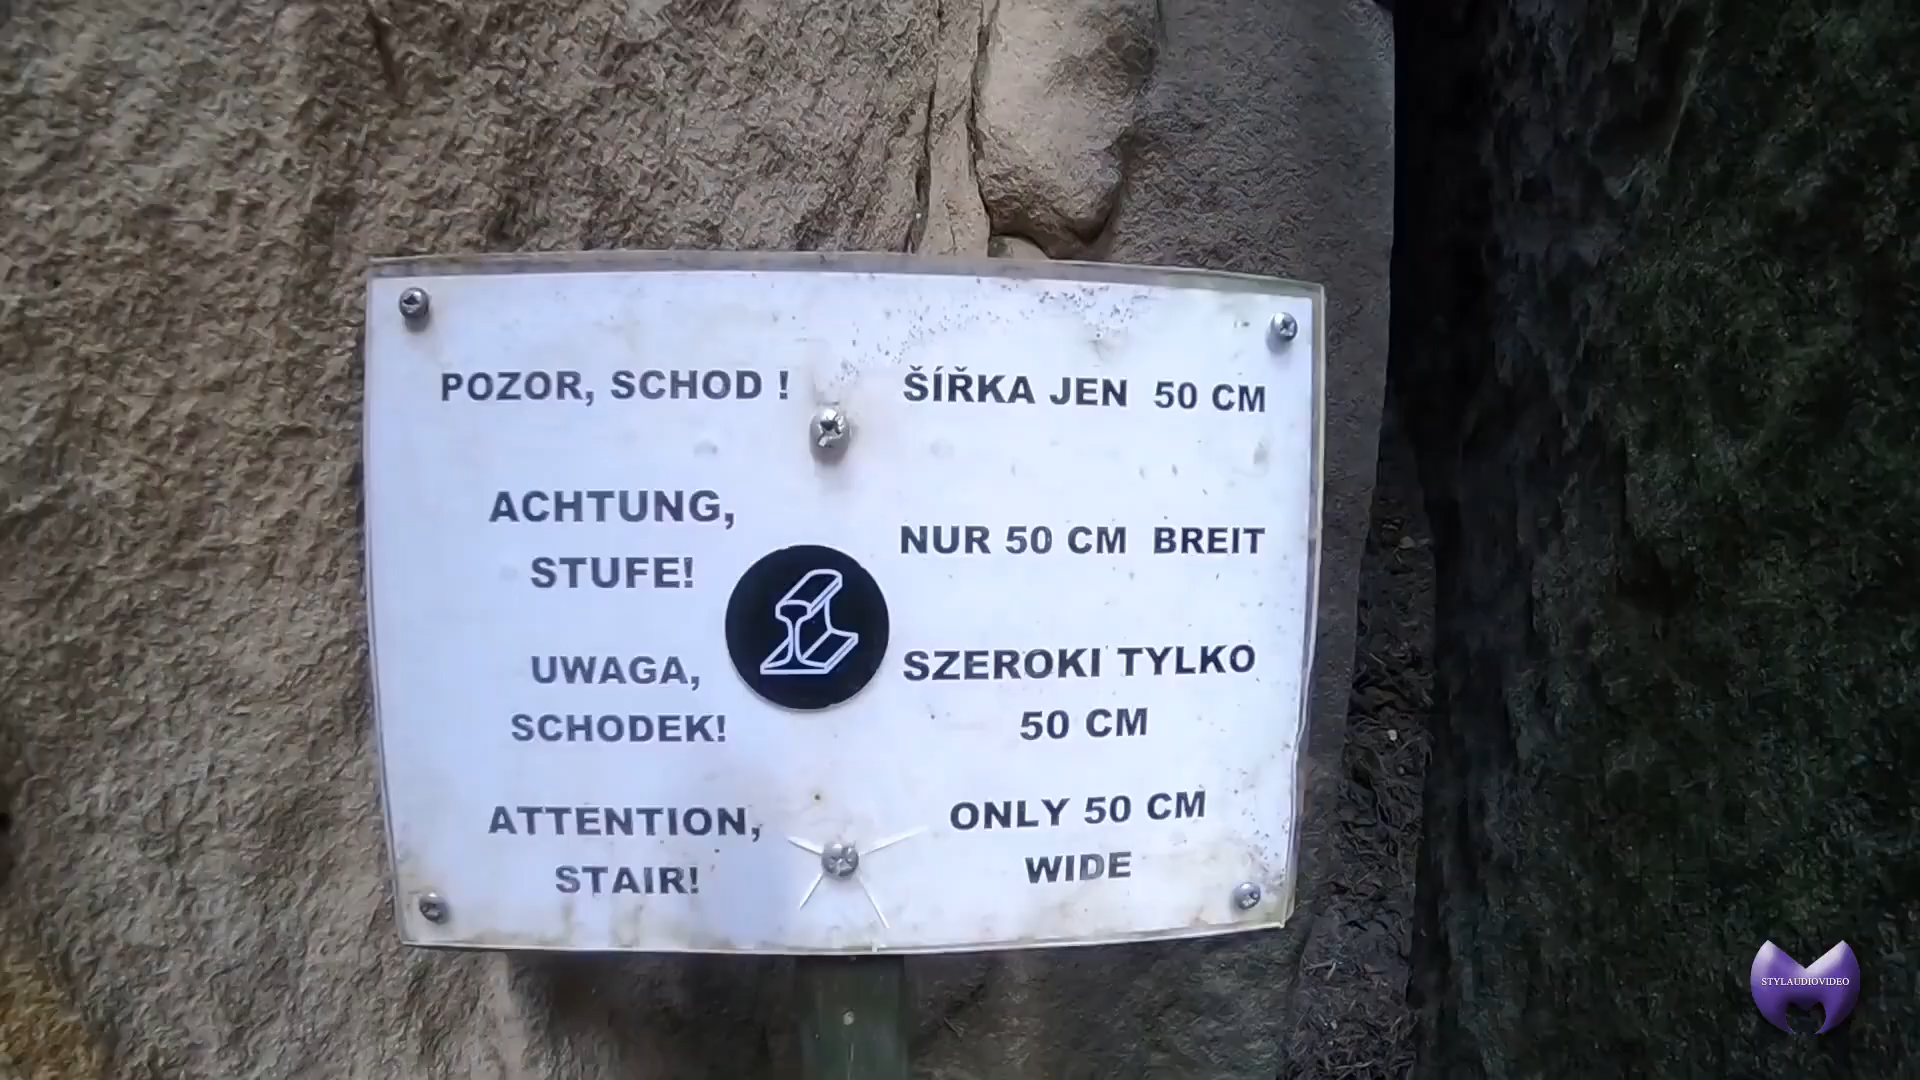 POZOR, SCHOD !
ACHTUNG,
STUFE!
UWAGA,
SCHODEK!
ATTENTION,
STAIR!
ŠÍŘKA JEN 50 CM
NUR 50 CM BREIT
SZEROKI TYLKO
50 CM
ONLY 50 CM
WIDE
STYLAUDIOVIDEO